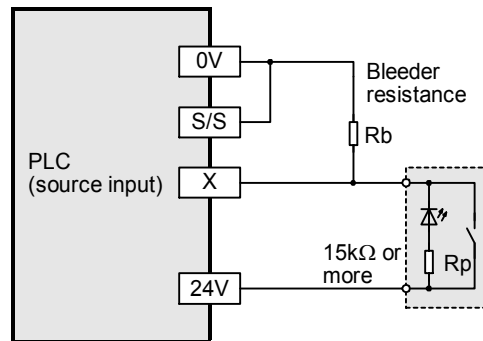 0V
Bleeder
resistance
S/S
Rb
PLC
(source input)
X
15kΩ or
more
Rp
24V